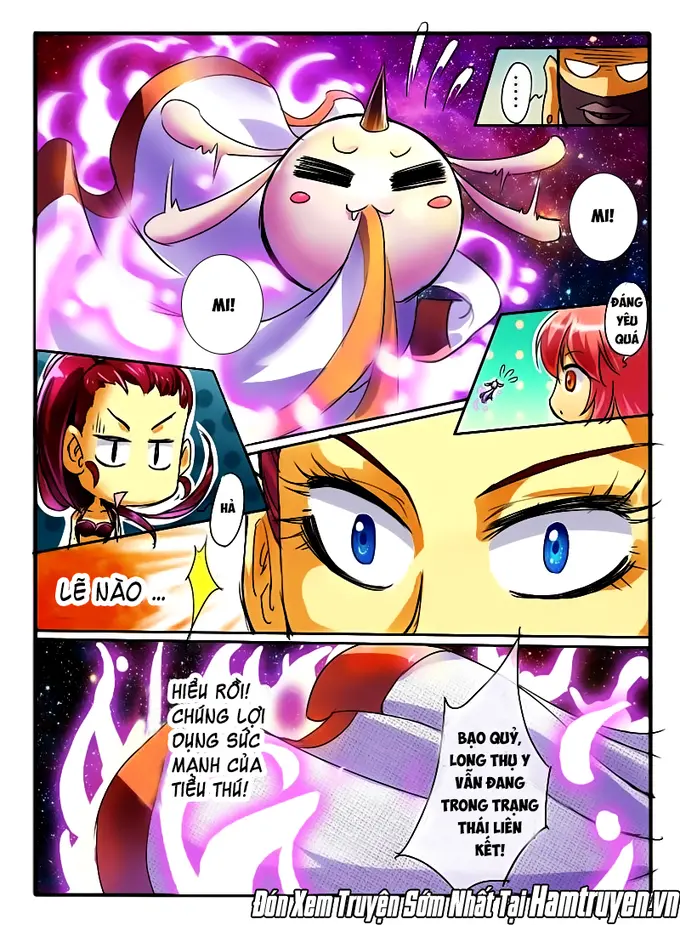 ......
MI!
MI!
ĐÁNG
YÊU
QUÁ
HẢ
LẼ NÀO ...
HIỂU RỒI!
CHÚNG LỢI
DỤNG SỨC
MẠNH CỦA
TIỂU THÚ!
BẠO QUỶ,
LONG THỤ Y
VẪN ĐANG
TRONG TRẠNG
THÁI LIÊN
KẾT!
Đón Xem Truyện Sớm Nhất Tại Hamtruyen.vn